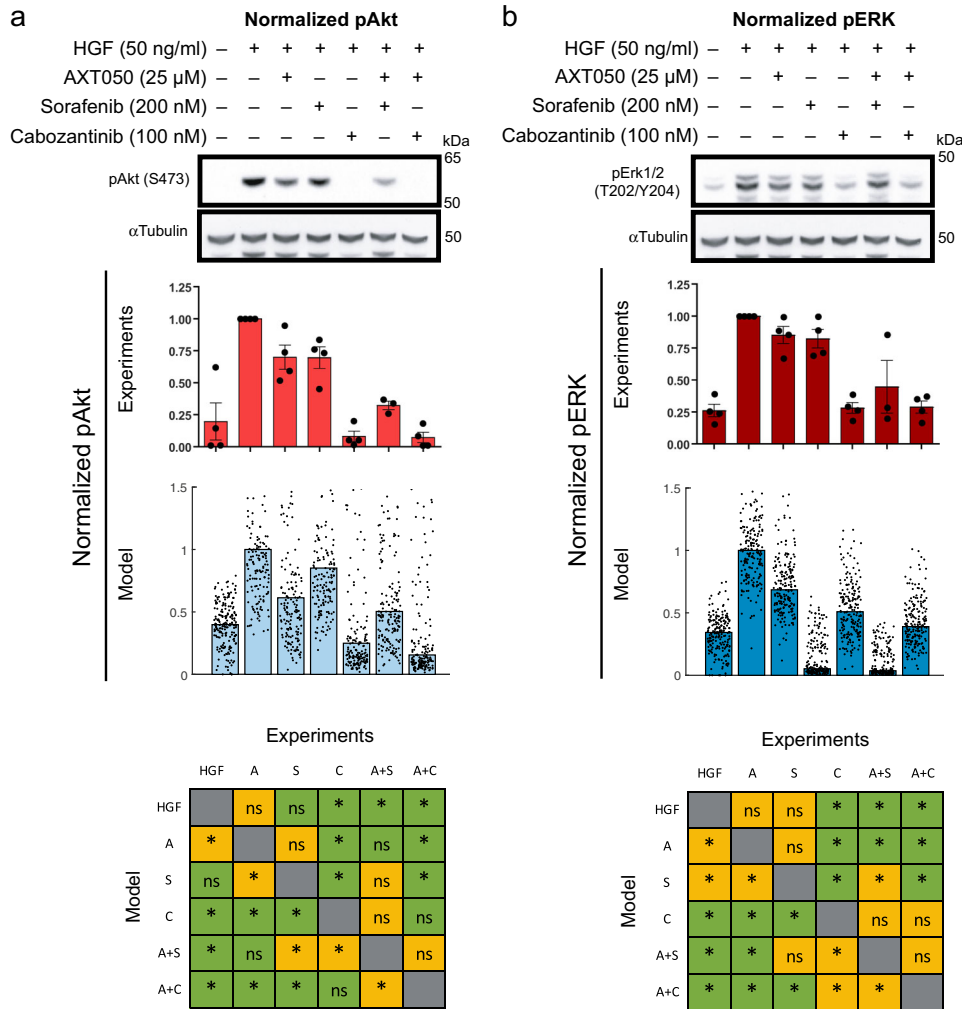 a
Normalized pAkt
HGF (50 ng/ml) – + + + + + +
AXT050 (25 µM) – – + – – + +
Sorafenib (200 nM) – – – + – + –
Cabozantinib (100 nM) – – – – + – +
kDa
pAkt (S473)
65
50
αTubulin
50
Normalized pAkt
Experiments
1.25
1.00
0.75
0.50
0.25
0.00
Model
1.5
1
0.5
0
Experiments
HGF A S C A+S A+C
Model
HGF ns ns * * *
A * ns * ns *
S ns * * ns *
C * * * ns ns
A+S * ns * * ns
A+C * * * ns *
b
Normalized pERK
HGF (50 ng/ml) – + + + + + +
AXT050 (25 µM) – – + – – + +
Sorafenib (200 nM) – – – + – + –
Cabozantinib (100 nM) – – – – + – +
kDa
pErk1/2
(T202/Y204)
50
αTubulin
50
Normalized pERK
Experiments
1.25
1.00
0.75
0.50
0.25
0.00
Model
1.5
1
0.5
0
Experiments
HGF A S C A+S A+C
Model
HGF ns ns * * *
A * ns * * *
S * * * * *
C * * * ns ns
A+S * * ns * ns
A+C * * * * *